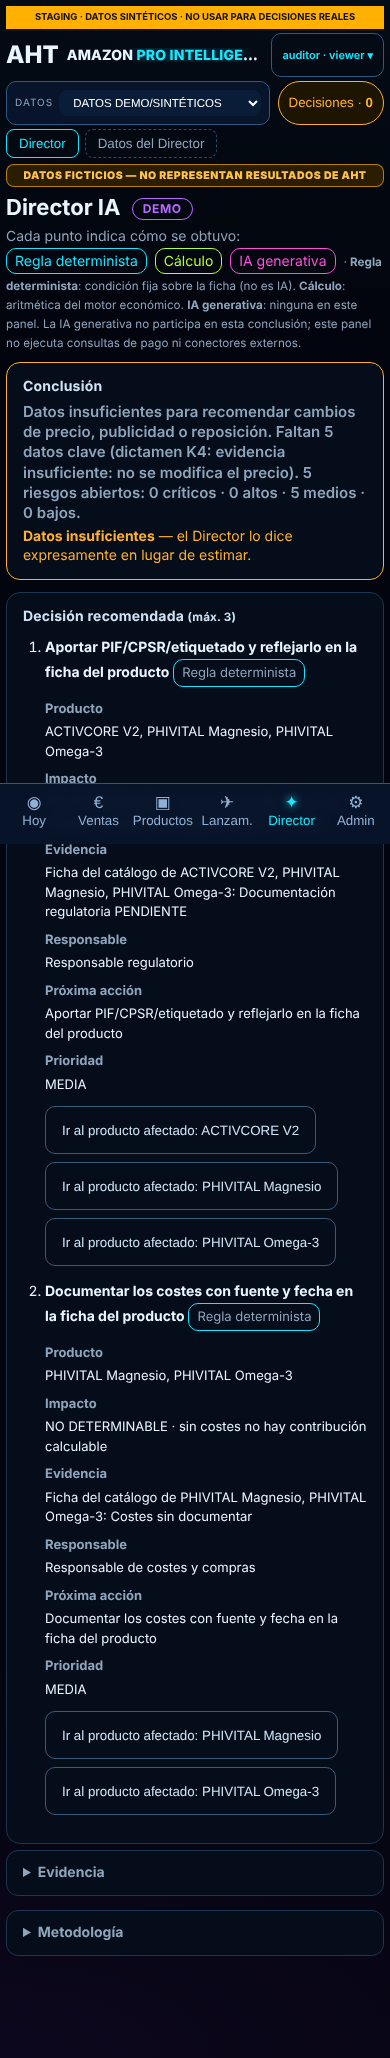 STAGING · DATOS SINTÉTICOS · NO USAR PARA DECISIONES REALES
AHT AMAZON PRO INTELLIGE... auditor · viewer ▾
DATOS DATOS DEMO/SINTÉTICOS Decisiones · 0
Director Datos del Director
DATOS FICTICIOS — NO REPRESENTAN RESULTADOS DE AHT
Director IA DEMO
Cada punto indica cómo se obtuvo:
Regla determinista Cálculo IA generativa · Regla
determinista: condición fija sobre la ficha (no es IA). Cálculo:
aritmética del motor económico. IA generativa: ninguna en este
panel. La IA generativa no participa en esta conclusión; este panel
no ejecuta consultas de pago ni conectores externos.
Conclusión
Datos insuficientes para recomendar cambios
de precio, publicidad o reposición. Faltan 5
datos clave (dictamen K4: evidencia
insuficiente: no se modifica el precio). 5
riesgos abiertos: 0 críticos · 0 altos · 5 medios ·
0 bajos.
Datos insuficientes — el Director lo dice
expresamente en lugar de estimar.
Decisión recomendada (máx. 3)
1. Aportar PIF/CPSR/etiquetado y reflejarlo en la
ficha del producto Regla determinista
Producto
ACTIVCORE V2, PHIVITAL Magnesio, PHIVITAL
Omega-3
Impacto
Hoy Ventas Productos Lanzam. Director Admin
Evidencia
Ficha del catálogo de ACTIVCORE V2, PHIVITAL
Magnesio, PHIVITAL Omega-3: Documentación
regulatoria PENDIENTE
Responsable
Responsable regulatorio
Próxima acción
Aportar PIF/CPSR/etiquetado y reflejarlo en la ficha
del producto
Prioridad
MEDIA
Ir al producto afectado: ACTIVCORE V2
Ir al producto afectado: PHIVITAL Magnesio
Ir al producto afectado: PHIVITAL Omega-3
2. Documentar los costes con fuente y fecha en
la ficha del producto Regla determinista
Producto
PHIVITAL Magnesio, PHIVITAL Omega-3
Impacto
NO DETERMINABLE · sin costes no hay contribución
calculable
Evidencia
Ficha del catálogo de PHIVITAL Magnesio, PHIVITAL
Omega-3: Costes sin documentar
Responsable
Responsable de costes y compras
Próxima acción
Documentar los costes con fuente y fecha en la
ficha del producto
Prioridad
MEDIA
Ir al producto afectado: PHIVITAL Magnesio
Ir al producto afectado: PHIVITAL Omega-3
▶ Evidencia
▶ Metodología